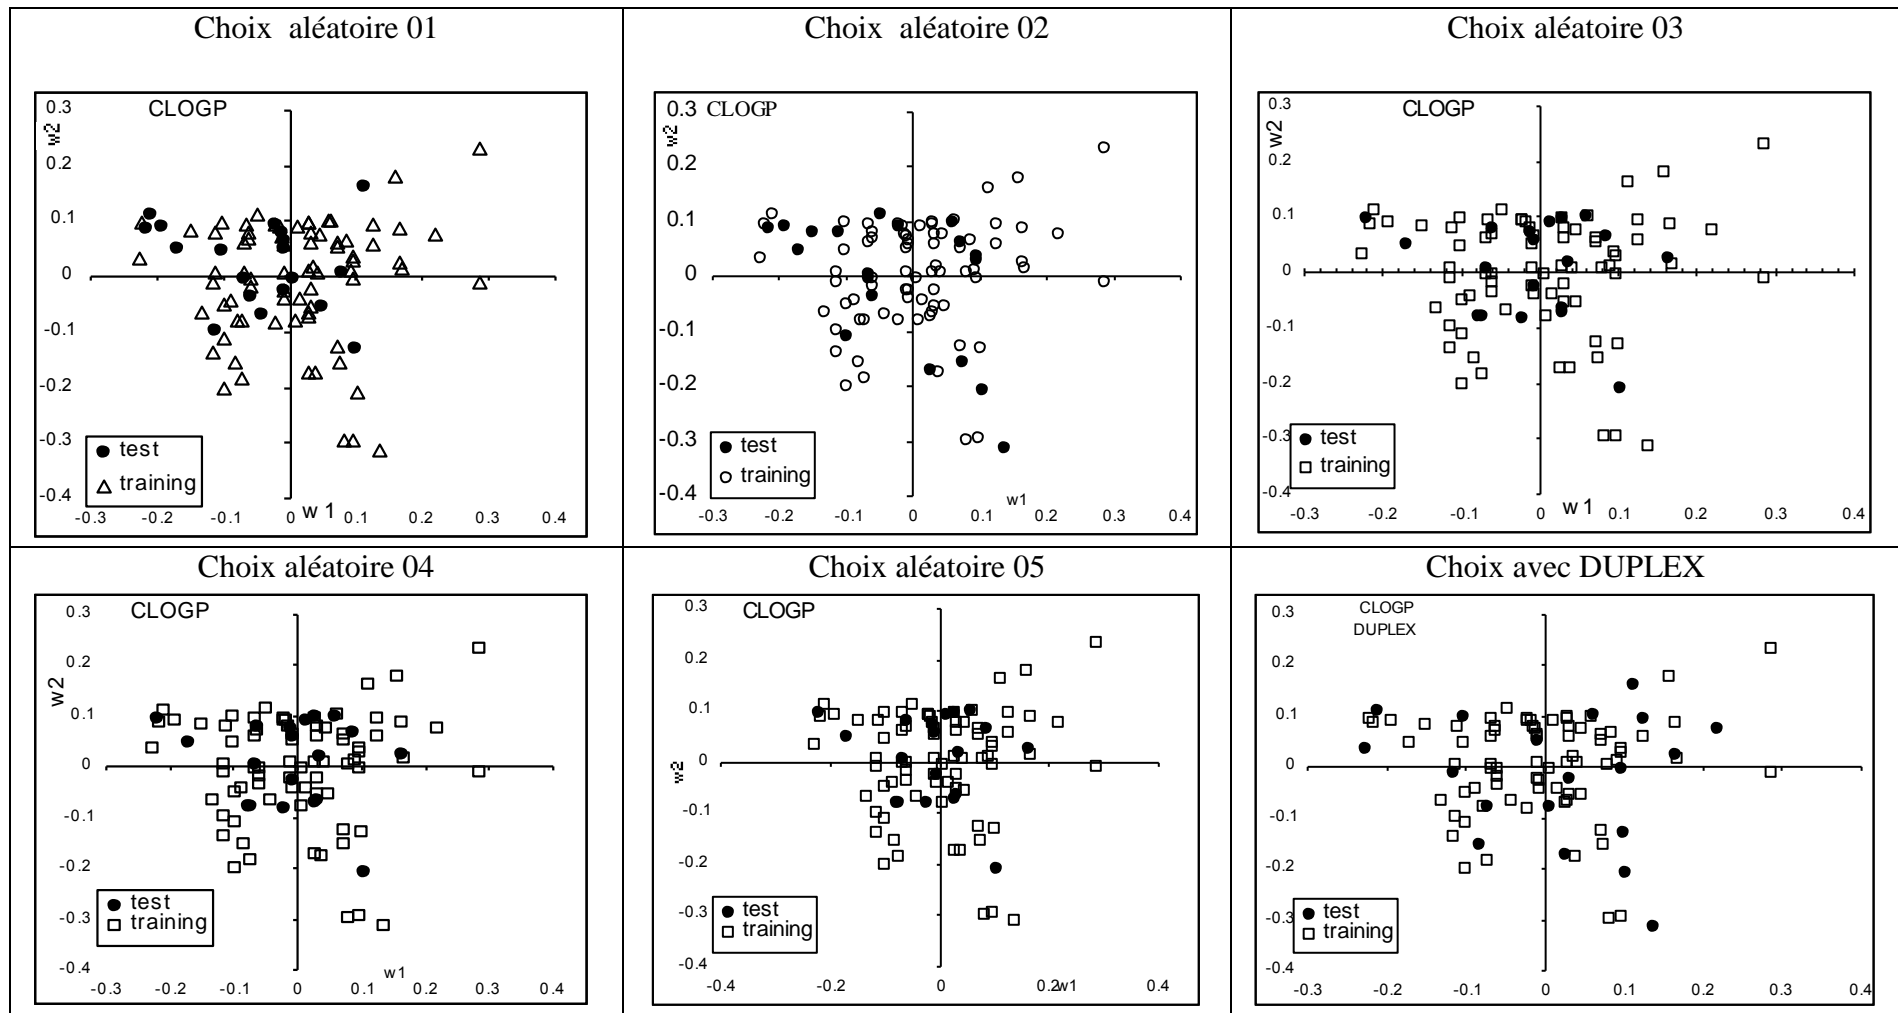 Choix aléatoire 01
CLOGP
w2
0.3
0.2
0.1
0
-0.1
-0.2
-0.3
-0.4
test
training
-0.3 -0.2 -0.1 0 0.1 0.2 0.3 0.4
w 1
Choix aléatoire 02
CLOGP
w2
0.3
0.2
0.1
0
-0.1
-0.2
-0.3
-0.4
test
training
w1
-0.3 -0.2 -0.1 0 0.1 0.2 0.3 0.4
Choix aléatoire 03
CLOGP
w2
0.3
0.2
0.1
0
-0.1
-0.2
-0.3
-0.4
test
training
w 1
-0.3 -0.2 -0.1 0 0.1 0.2 0.3 0.4
Choix aléatoire 04
CLOGP
w2
0.3
0.2
0.1
0
-0.1
-0.2
-0.3
-0.4
test
training
w1
-0.3 -0.2 -0.1 0 0.1 0.2 0.3 0.4
Choix aléatoire 05
CLOGP
w2
0.3
0.2
0.1
0
-0.1
-0.2
-0.3
-0.4
test
training
-0.4 -0.2 0 0.2 w1 0.4
Choix avec DUPLEX
CLOGP
DUPLEX
0.3
0.2
0.1
0
-0.1
-0.2
-0.3
-0.4
test
training
-0.3 -0.2 -0.1 0 0.1 0.2 0.3 0.4